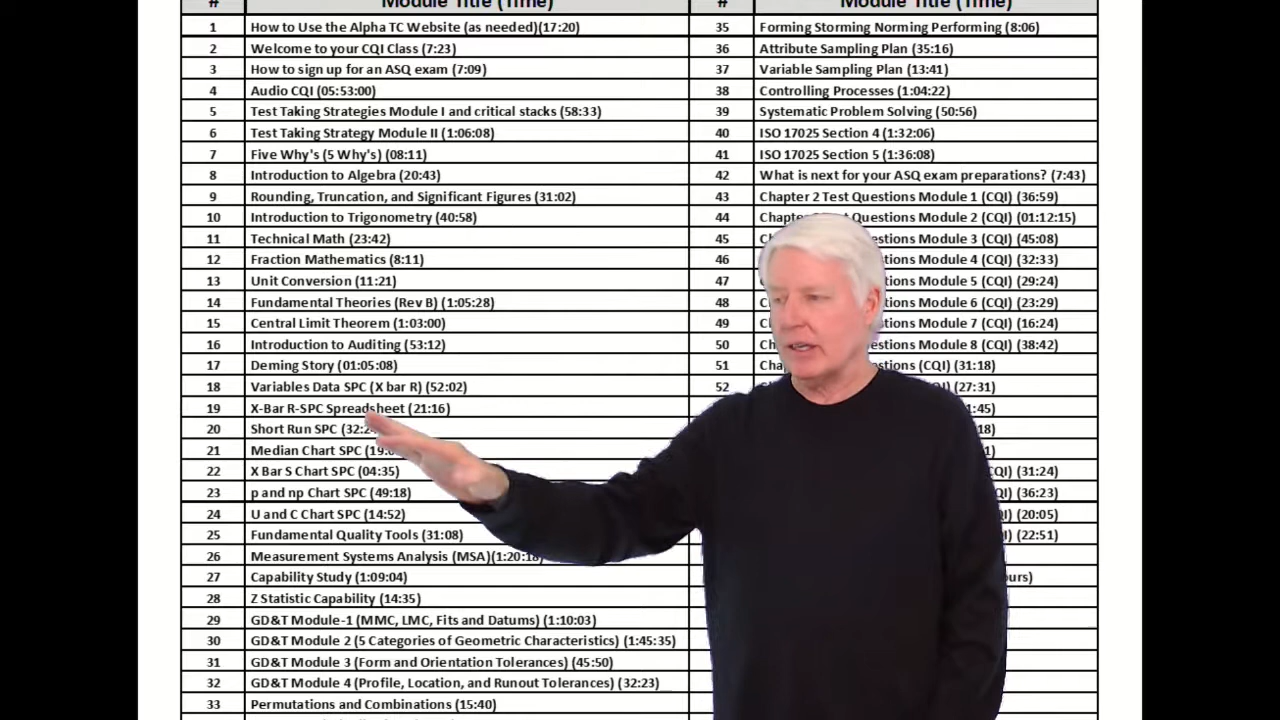 # Module Title (Time) # Module Title (Time)
1 How to Use the Alpha TC Website (as needed)(17:20) 35 Forming Storming Norming Performing (8:06)
2 Welcome to your CQI Class (7:23) 36 Attribute Sampling Plan (35:16)
3 How to sign up for an ASQ exam (7:09) 37 Variable Sampling Plan (13:41)
4 Audio CQI (05:53:00) 38 Controlling Processes (1:04:22)
5 Test Taking Strategies Module I and critical stacks (58:33) 39 Systematic Problem Solving (50:56)
6 Test Taking Strategy Module II (1:06:08) 40 ISO 17025 Section 4 (1:32:06)
7 Five Why's (5 Why's) (08:11) 41 ISO 17025 Section 5 (1:36:08)
8 Introduction to Algebra (20:43) 42 What is next for your ASQ exam preparations? (7:43)
9 Rounding, Truncation, and Significant Figures (31:02) 43 Chapter 2 Test Questions Module 1 (CQI) (36:59)
10 Introduction to Trigonometry (40:58) 44 Chapter Questions Module 2 (CQI) (01:12:15)
11 Technical Math (23:42) 45 Module 3 (CQI) (45:08)
12 Fraction Mathematics (8:11) 46 Module 4 (CQI) (32:33)
13 Unit Conversion (11:21) 47 Module 5 (CQI) (29:24)
14 Fundamental Theories (Rev B) (1:05:28) 48 Module 6 (CQI) (23:29)
15 Central Limit Theorem (1:03:00) 49 Module 7 (CQI) (16:24)
16 Introduction to Auditing (53:12) 50 Module 8 (CQI) (38:42)
17 Deming Story (01:05:08) 51 (CQI) (31:18)
18 Variables Data SPC (X bar R) (52:02) 52 (27:31)
19 X-Bar R-SPC Spreadsheet (21:16)
20 Short Run SPC
21 Median Chart SPC
22 X Bar S Chart SPC (04:35) (31:24)
23 p and np Chart SPC (49:18) (36:23)
24 U and C Chart SPC (14:52) (20:05)
25 Fundamental Quality Tools (31:08) (22:51)
26 Measurement Systems Analysis (MSA)(1:20:18)
27 Capability Study (1:09:04)
28 Z Statistic Capability (14:35)
29 GD&T Module-1 (MMC, LMC, Fits and Datums) (1:10:03)
30 GD&T Module 2 (5 Categories of Geometric Characteristics) (1:45:35)
31 GD&T Module 3 (Form and Orientation Tolerances) (45:50)
32 GD&T Module 4 (Profile, Location, and Runout Tolerances) (32:23)
33 Permutations and Combinations (15:40)